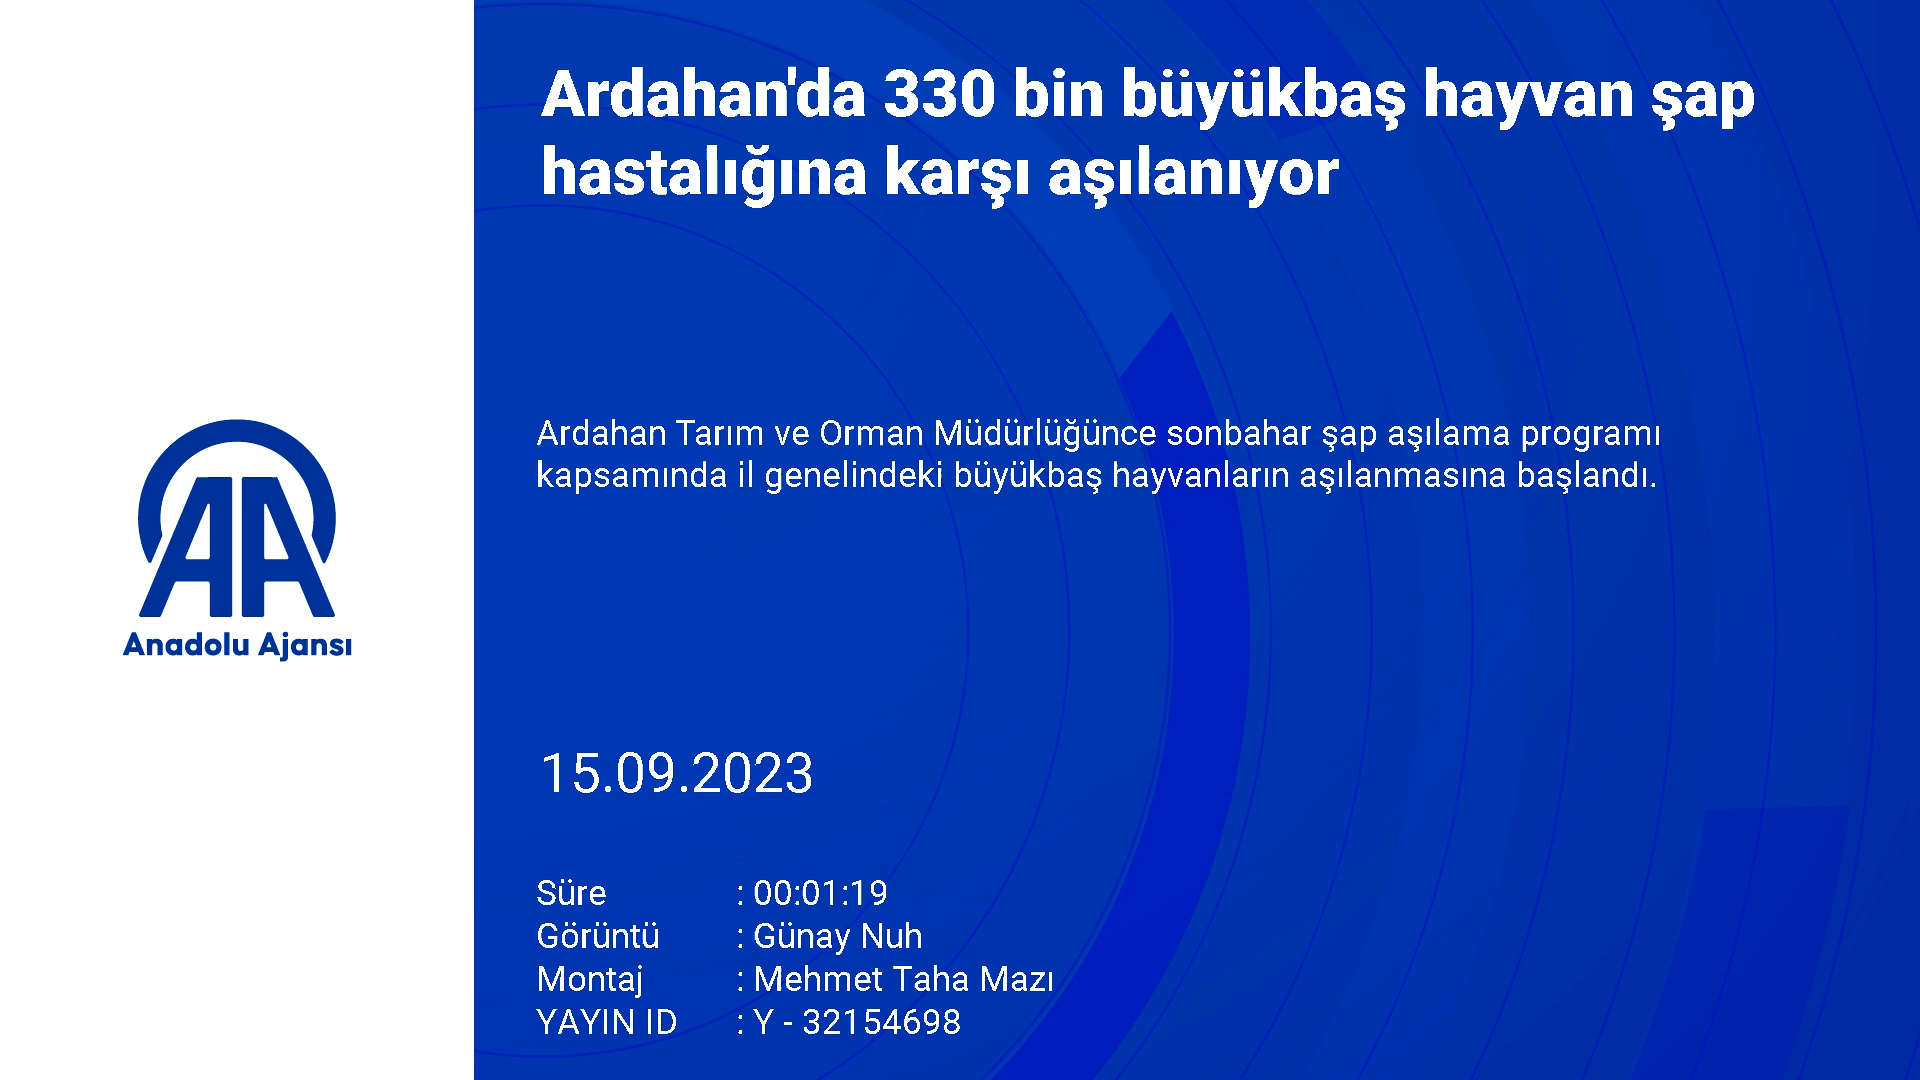 Ardahan'da 330 bin büyükbaş hayvan şap
hastalığına karşı aşılanıyor
Ardahan Tarım ve Orman Müdürlüğünce sonbahar şap aşılama programı
kapsamında il genelindeki büyükbaş hayvanların aşılanmasına başlandı.
AA
Anadolu Ajansı
15.09.2023
Süre : 00:01:19
Görüntü : Günay Nuh
Montaj : Mehmet Taha Mazı
YAYIN ID : Y - 32154698